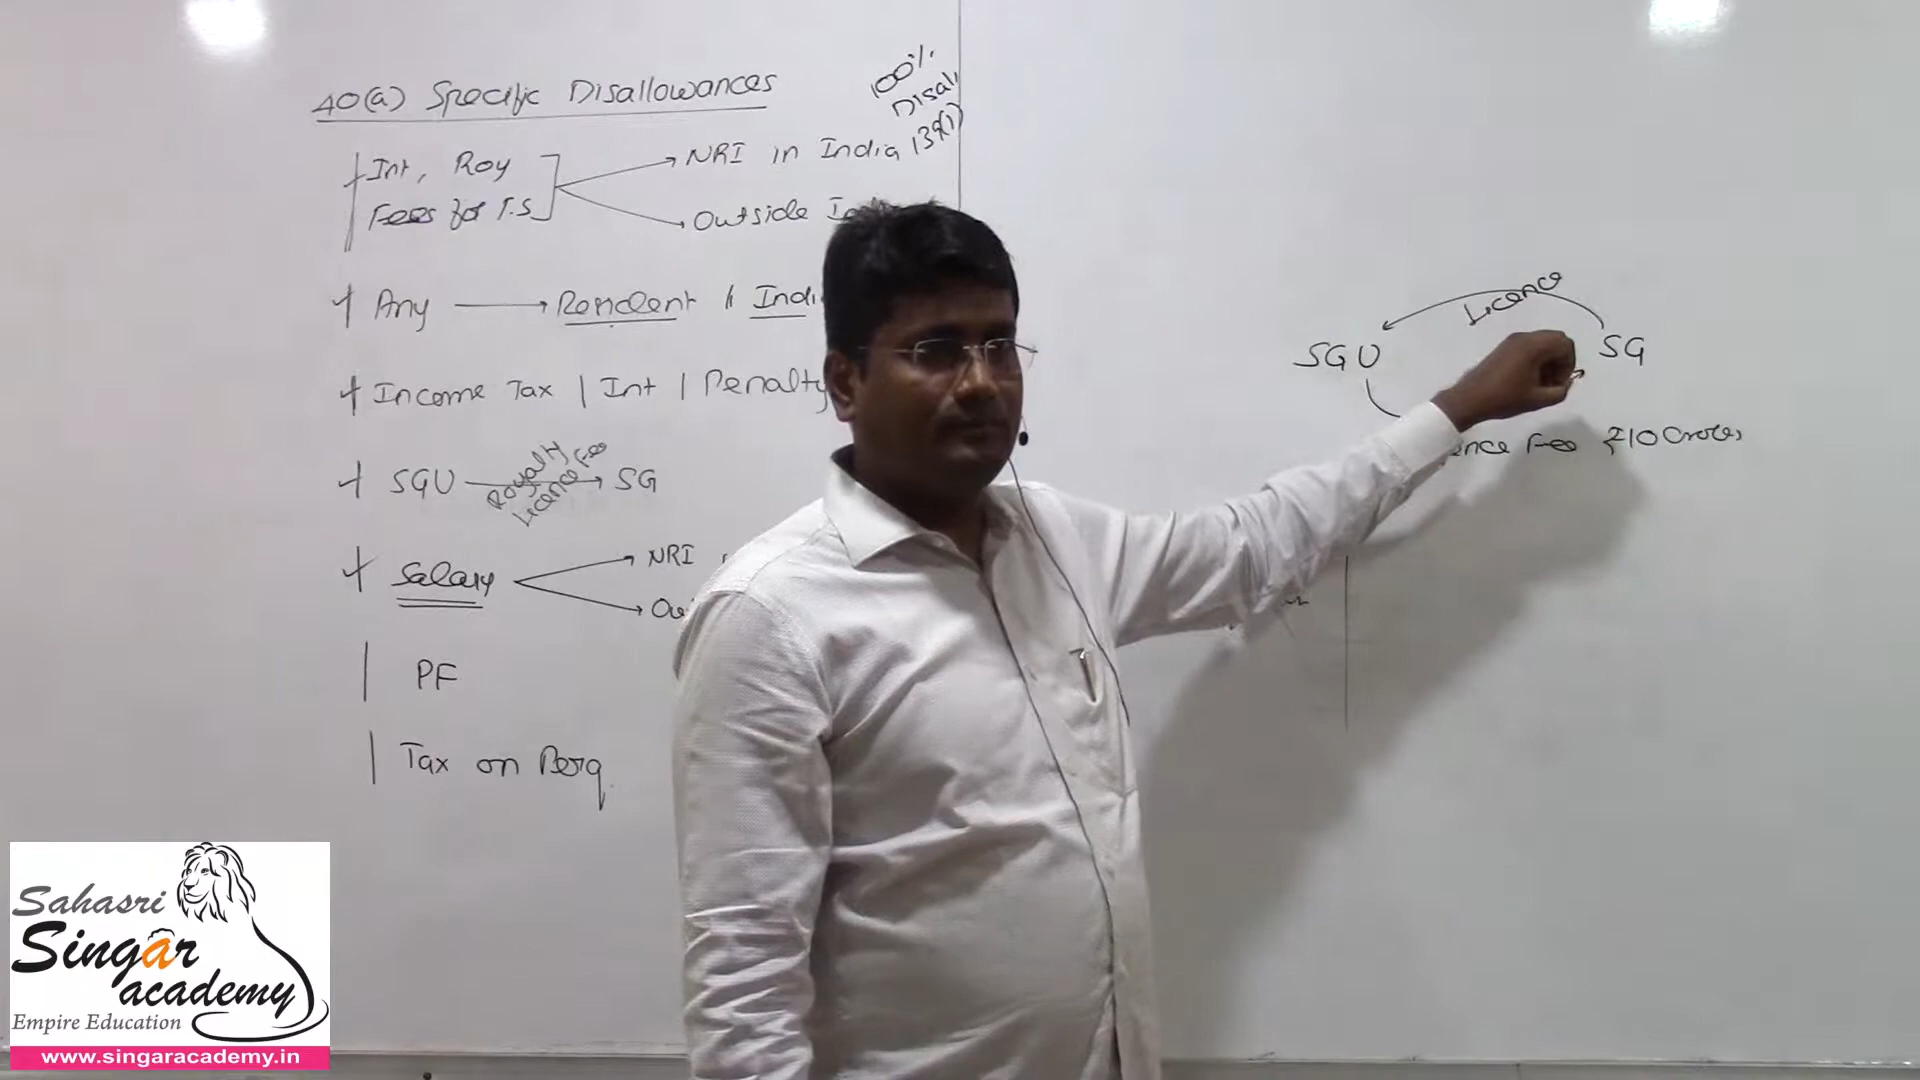 40(a) Specific Disallowances
100%
Disal
139(1)
Int, Roy
Fees for T.S
NRI in India
Outside
Any Resident | Indi
Income Tax | Int | Penalty
SGU Royalty SG
Licence Fee
Salary
NRI
PF
Tax on Perq.
Licence
SGU SG
Fee ₹10 Crores
Sahasri
Singar
academy
Empire Education
www.singaracademy.in